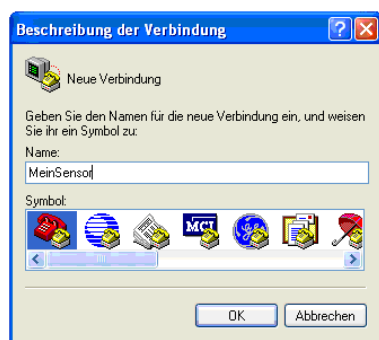 Beschreibung der Verbindung
Neue Verbindung
Geben Sie den Namen für die neue Verbindung ein, und weisen
Sie ihr ein Symbol zu:
Name:
MeinSensor
Symbol:
MCI
OK
Abbrechen